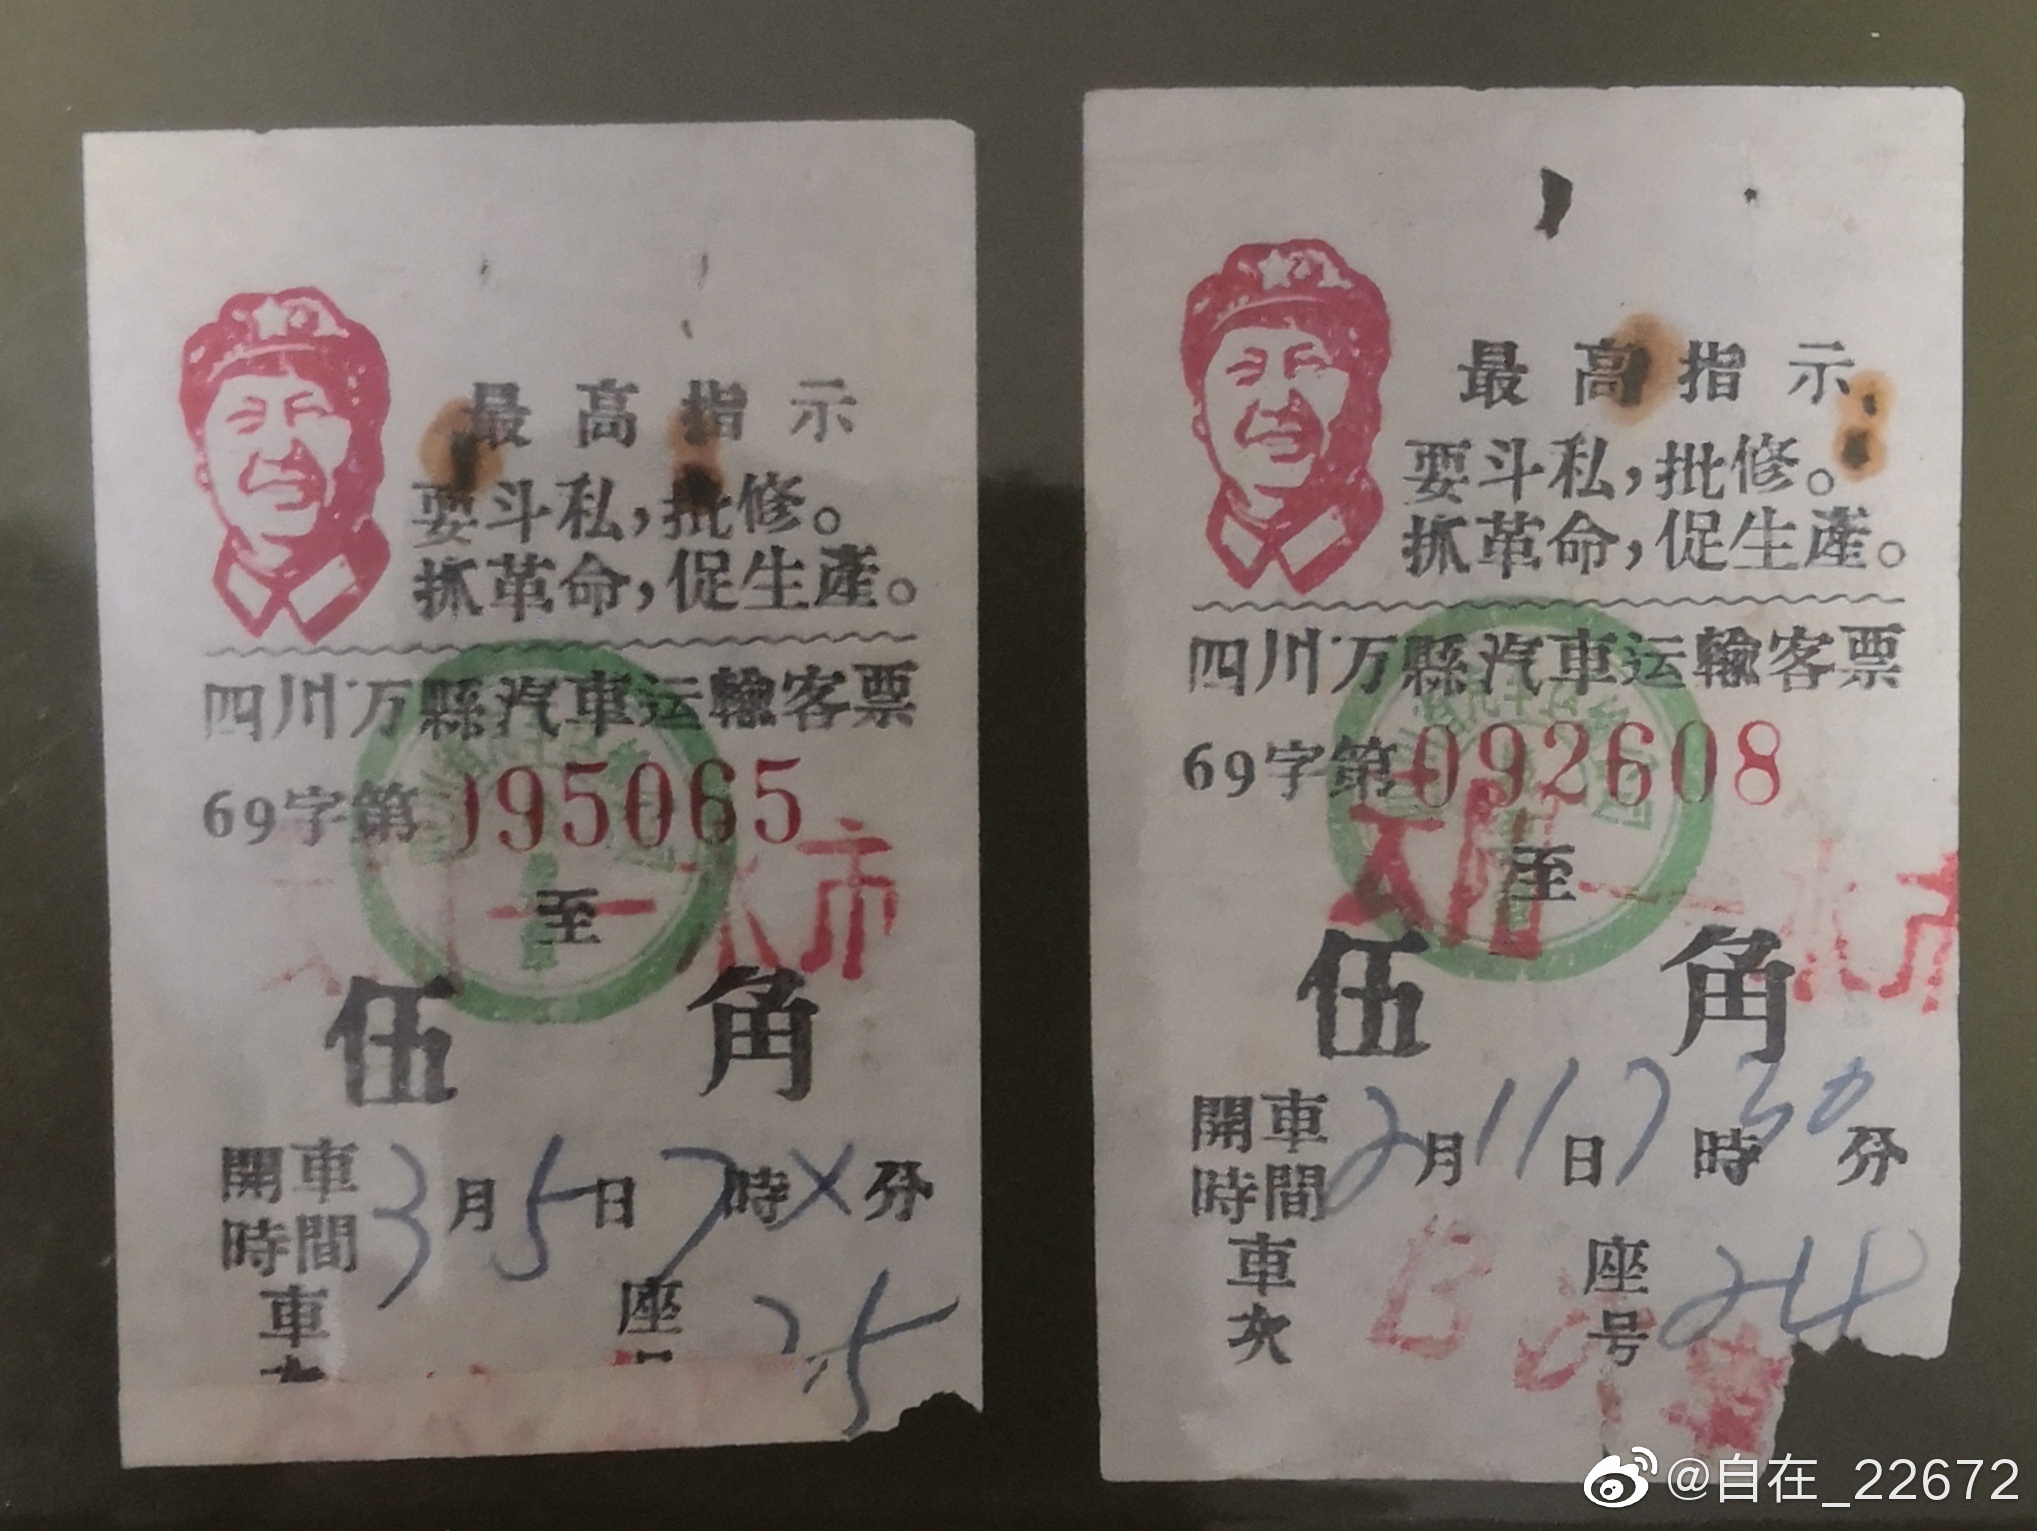 最高指示
要斗私，批修。
抓革命，促生產。
四川万縣汽車运輸客票
69字第095065
至
市
伍角
開車時間3月5日7時X分
車
座
25
最高指示
要斗私，批修。
抓革命，促生產。
四川万縣汽車运輸客票
69字第092608
至
市
伍角
開車時間2月11日7時30分
車次
B
座号24
@自在_22672